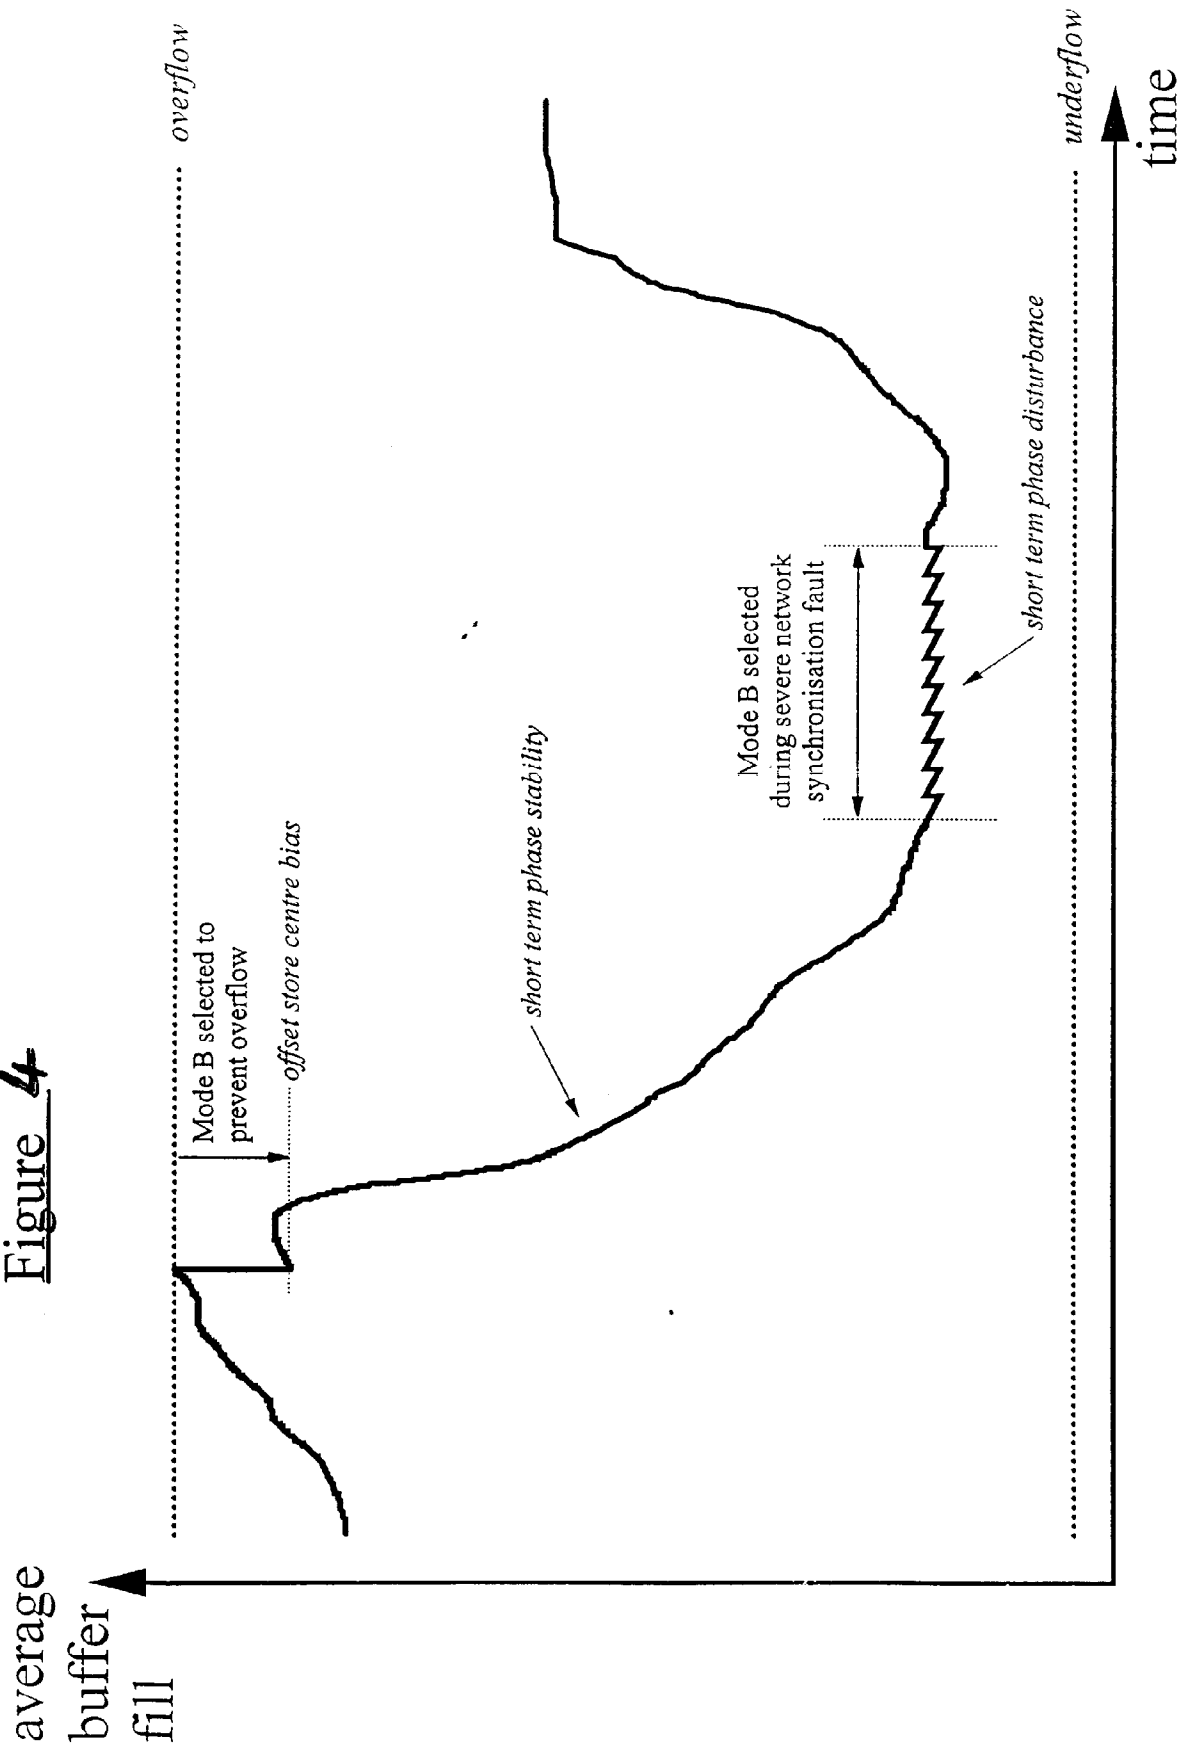 Figure 4
average
buffer
fill
overflow
Mode B selected to
prevent overflow
offset store centre bias
short term phase stability
Mode B selected
during severe network
synchronisation fault
short term phase disturbance
underflow
time